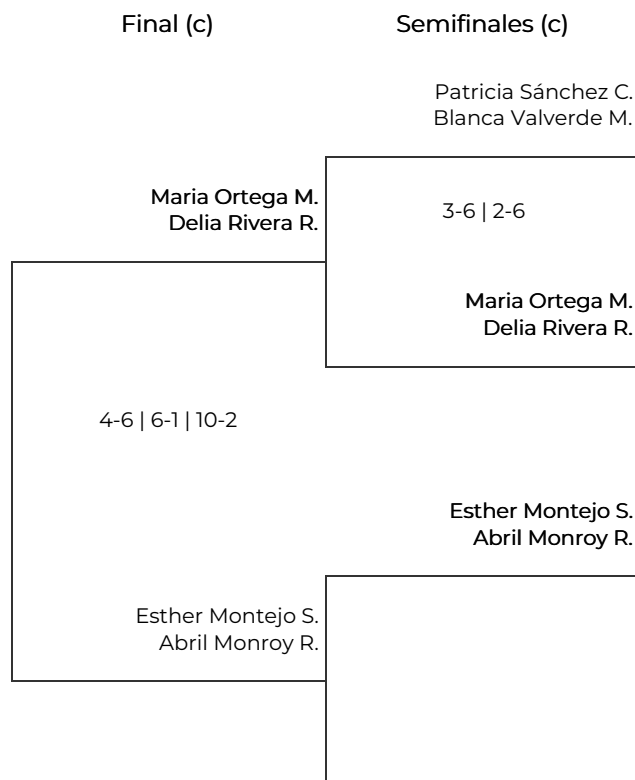 Final (c)
Semifinales (c)
Patricia Sánchez C.
Blanca Valverde M.
Maria Ortega M.
Delia Rivera R.
3-6 | 2-6
Maria Ortega M.
Delia Rivera R.
4-6 | 6-1 | 10-2
Esther Montejo S.
Abril Monroy R.
Esther Montejo S.
Abril Monroy R.